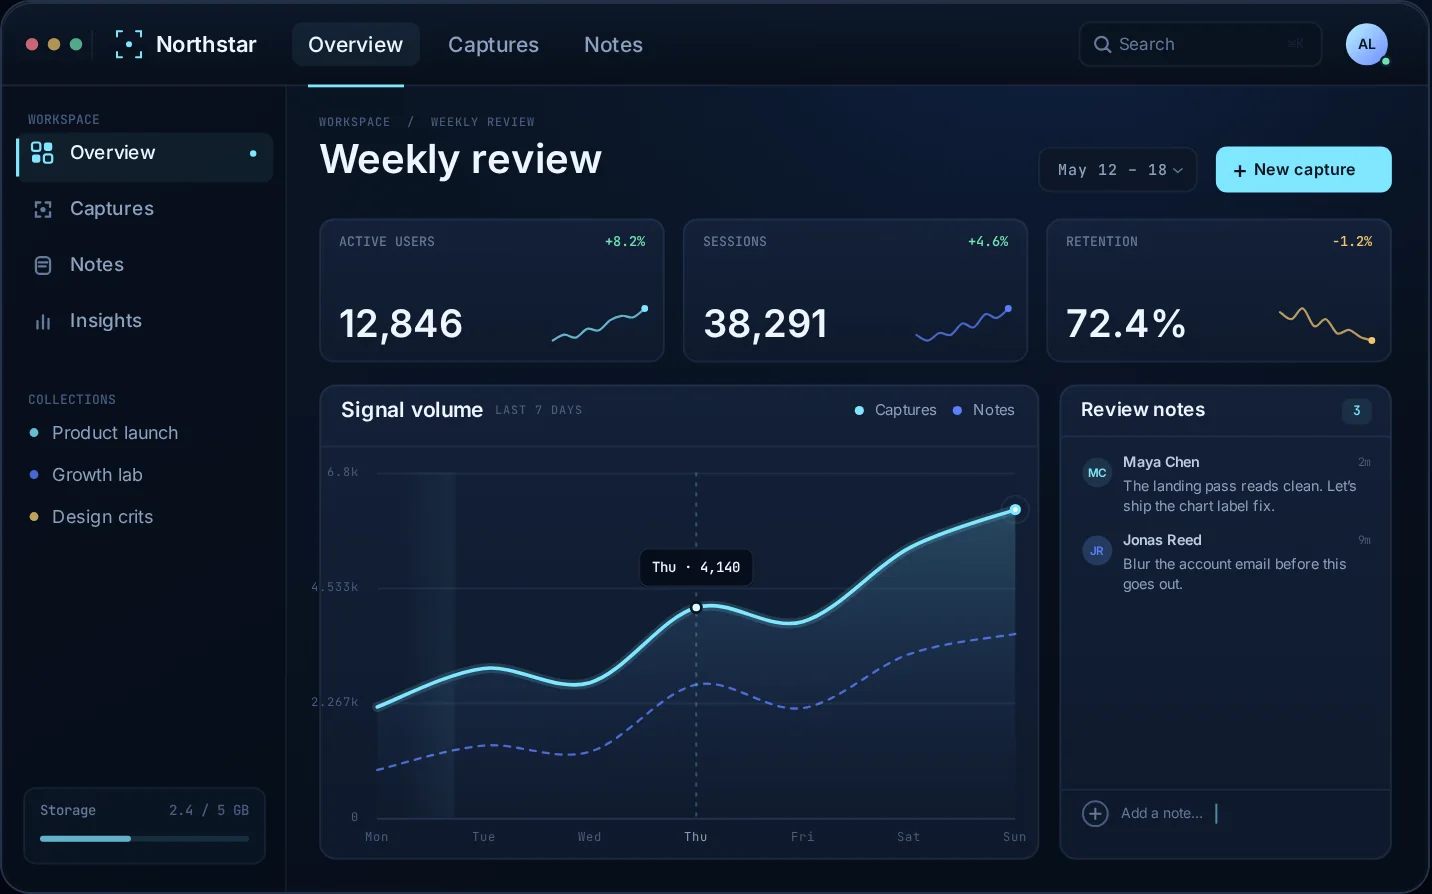 Northstar
Overview
Captures
Notes
Search
⌘K
AL
WORKSPACE
Overview
Captures
Notes
Insights
COLLECTIONS
Product launch
Growth lab
Design crits
Storage 2.4 / 5 GB
WORKSPACE / WEEKLY REVIEW
Weekly review
May 12 – 18
+ New capture
ACTIVE USERS +8.2%
12,846
SESSIONS +4.6%
38,291
RETENTION -1.2%
72.4%
Signal volume LAST 7 DAYS
Captures Notes
6.8k
4.533k
2.267k
0
Thu · 4,140
Mon Tue Wed Thu Fri Sat Sun
Review notes 3
MC Maya Chen 2m
The landing pass reads clean. Let's
ship the chart label fix.
JR Jonas Reed 9m
Blur the account email before this
goes out.
Add a note...